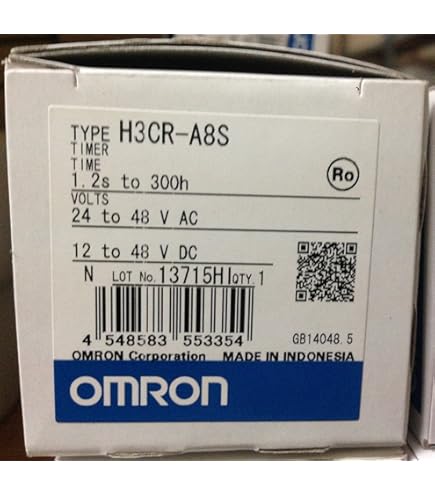 TYPE H3CR-A8S
TIMER
TIME
1.2s to 300h
Ro
VOLTS
24 to 48 V AC
12 to 48 V DC
N LOT No. 13715HI QTY. 1
4 548583 553354
GB14048.5
OMRON Corporation MADE IN INDONESIA
OMRON